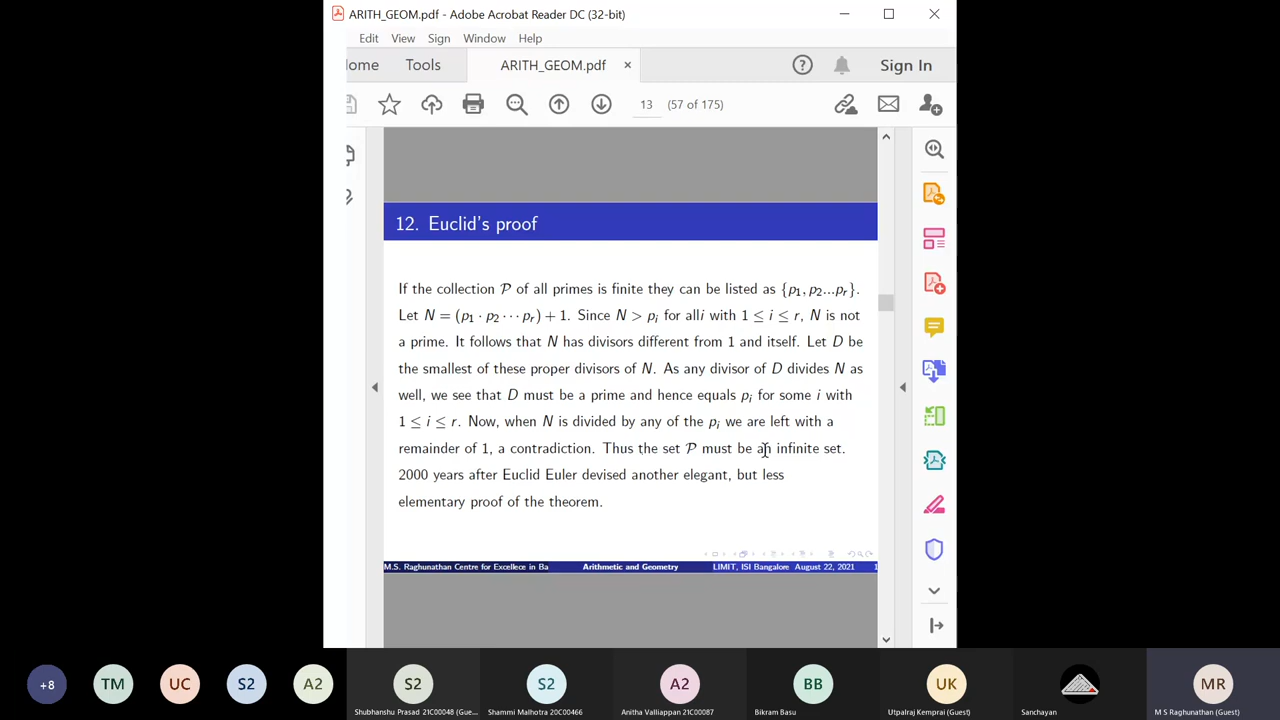 ARITH_GEOM.pdf - Adobe Acrobat Reader DC (32-bit)
Edit View Sign Window Help
Tools ARITH_GEOM.pdf × Sign In
13 (57 of 175)
12. Euclid's proof
If the collection 𝒫 of all primes is finite they can be listed as {p₁, p₂...pᵣ}.
Let N = (p₁ · p₂ ··· pᵣ) + 1. Since N > pᵢ for alli with 1 ≤ i ≤ r, N is not
a prime. It follows that N has divisors different from 1 and itself. Let D be
the smallest of these proper divisors of N. As any divisor of D divides N as
well, we see that D must be a prime and hence equals pᵢ for some i with
1 ≤ i ≤ r. Now, when N is divided by any of the pᵢ we are left with a
remainder of 1, a contradiction. Thus the set 𝒫 must be an infinite set.
2000 years after Euclid Euler devised another elegant, but less
elementary proof of the theorem.
M.S. Raghunathan Centre for Excellece in Ba Arithmetic and Geometry LIMIT, ISI Bangalore August 22, 2021
+8 TM UC S2 A2 S2 S2 A2 BB UK MR
Shubhanshu Prasad 21C00048 (Gue... Shammi Malhotra 20C00466 Anitha Valliappan 21C00087 Bikram Basu Utpalraj Kemprai (Guest) Sanchayan M S Raghunathan (Guest)